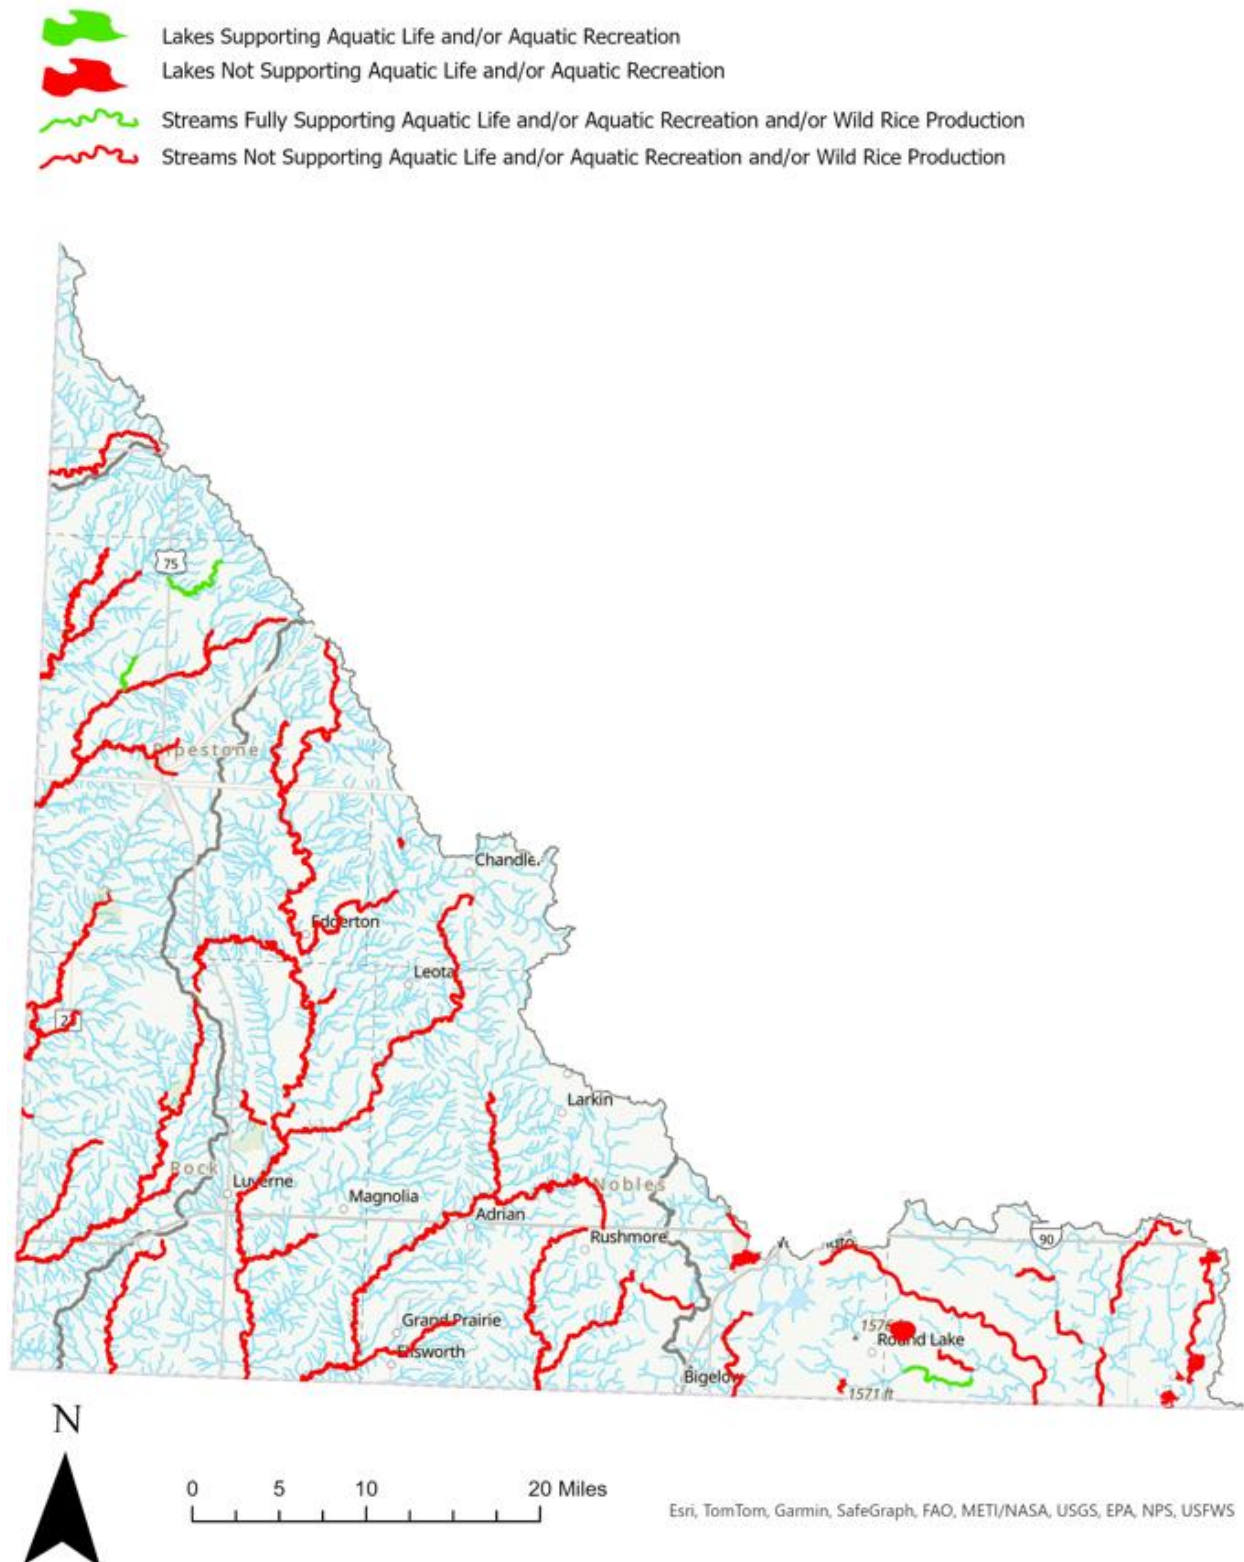 Lakes Supporting Aquatic Life and/or Aquatic Recreation
Lakes Not Supporting Aquatic Life and/or Aquatic Recreation
Streams Fully Supporting Aquatic Life and/or Aquatic Recreation and/or Wild Rice Production
Streams Not Supporting Aquatic Life and/or Aquatic Recreation and/or Wild Rice Production
75
Pipestone
Chandler
Edgerton
Leota
Larkin
Rock
Luverne
Nobles
Magnolia
Adrian
Rushmore
90
Grand Prairie
Ellsworth
Round Lake
Bigelow
1571 ft
N
0 5 10 20 Miles
Esri, TomTom, Garmin, SafeGraph, FAO, METI/NASA, USGS, EPA, NPS, USFWS